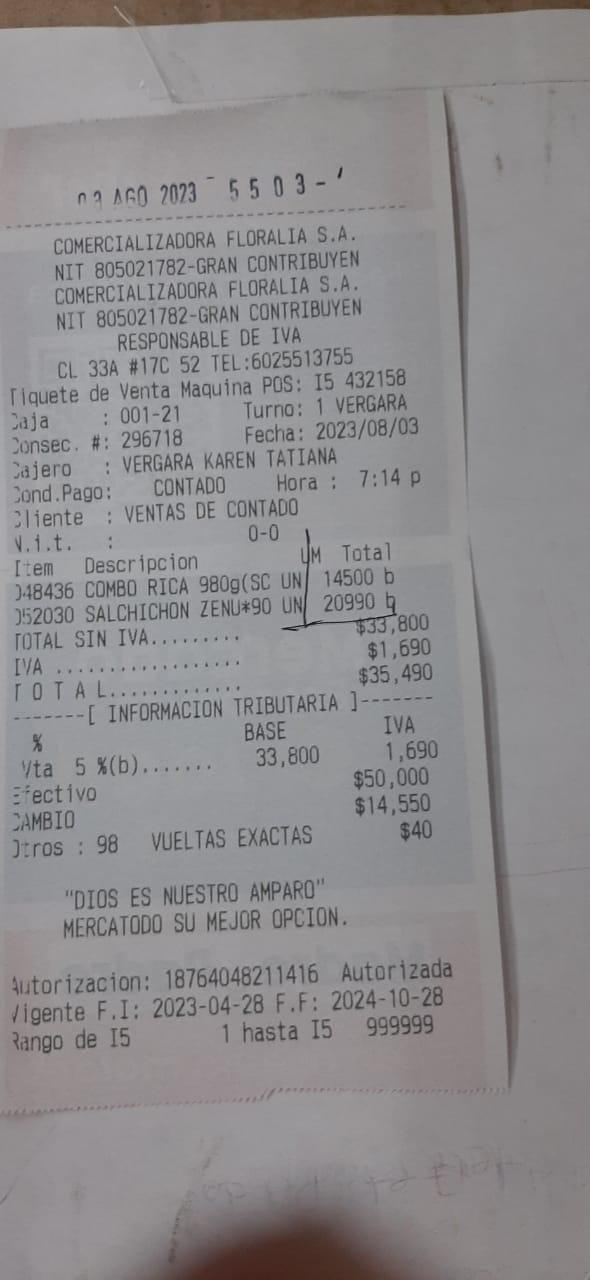 03 AGO 2023 5503-
COMERCIALIZADORA FLORALIA S.A.
NIT 805021782-GRAN CONTRIBUYEN
COMERCIALIZADORA FLORALIA S.A.
NIT 805021782-GRAN CONTRIBUYEN
RESPONSABLE DE IVA
CL 33A #17C 52 TEL:6025513755
Tiquete de Venta Maquina POS: I5 432158
Caja : 001-21 Turno: 1 VERGARA
Consec. #: 296718 Fecha: 2023/08/03
Cajero : VERGARA KAREN TATIANA
Cond.Pago: CONTADO Hora : 7:14 p
Cliente : VENTAS DE CONTADO
N.i.t. : 0-0
Item Descripcion UM Total
048436 COMBO RICA 980g(SC UN 14500 b
052030 SALCHICHON ZENU*90 UN 20990 b
TOTAL SIN IVA......... $33,800
IVA .................. $1,690
T O T A L............. $35,490
-------[ INFORMACION TRIBUTARIA ]-------
% BASE IVA
Vta 5 %(b)....... 33,800 1,690
Efectivo $50,000
CAMBIO $14,550
Otros : 98 VUELTAS EXACTAS $40
"DIOS ES NUESTRO AMPARO"
MERCATODO SU MEJOR OPCION.
Autorizacion: 18764048211416 Autorizada
Vigente F.I: 2023-04-28 F.F: 2024-10-28
Rango de I5 1 hasta I5 999999